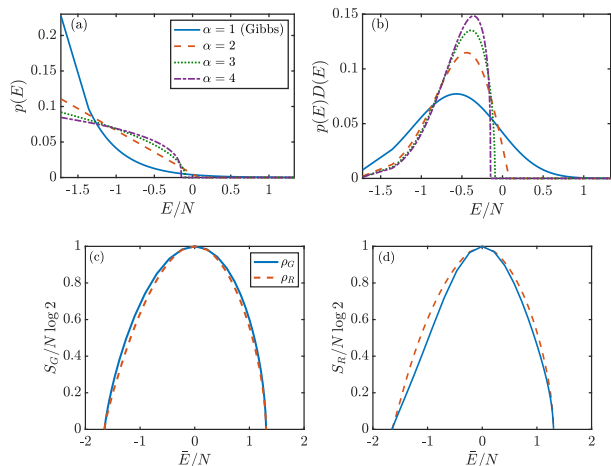 (a)
α = 1 (Gibbs)
α = 2
α = 3
α = 4
0.2
0.15
0.1
0.05
0
p(E)
-1.5 -1 -0.5 0 0.5 1
E/N
(b)
0.15
0.1
0.05
0
p(E)D(E)
-1.5 -1 -0.5 0 0.5 1
E/N
(c)
ρG
ρR
1
0.8
0.6
0.4
0.2
0
S_G/N log 2
-2 -1 0 1 2
Ē/N
(d)
1
0.8
0.6
0.4
0.2
0
S_R/N log 2
-2 -1 0 1 2
Ē/N